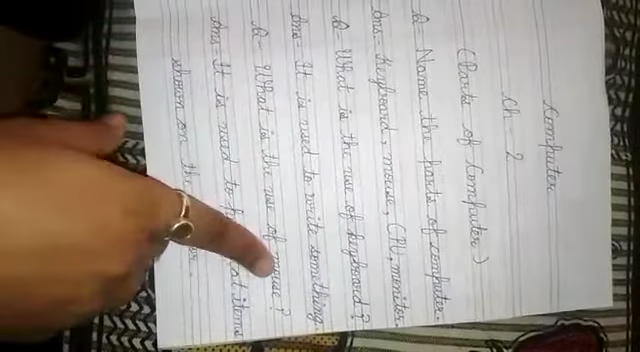 Computer
Ch - 2
(Parts of Computer)
Q- Name the parts of computer.
Ans- Keyboard, mouse, CPU, monitor.
Q What is the use of keyboard?
Ans- It is used to write something
Q- What is the use of mouse?
Ans It is used to at items
shown on the